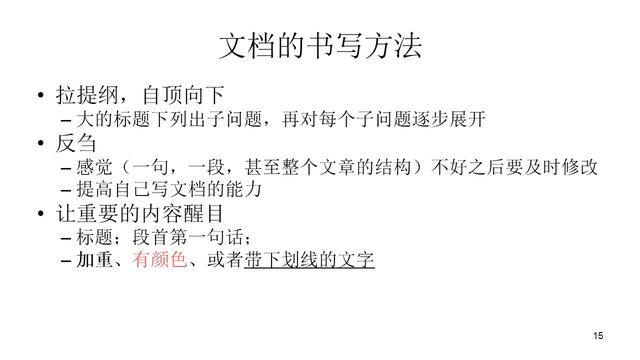 文档的书写方法
• 拉提纲，自顶向下
– 大的标题下列出子问题，再对每个子问题逐步展开
• 反刍
– 感觉（一句，一段，甚至整个文章的结构）不好之后要及时修改
– 提高自己写文档的能力
• 让重要的内容醒目
– 标题；段首第一句话；
– 加重、有颜色、或者带下划线的文字
15